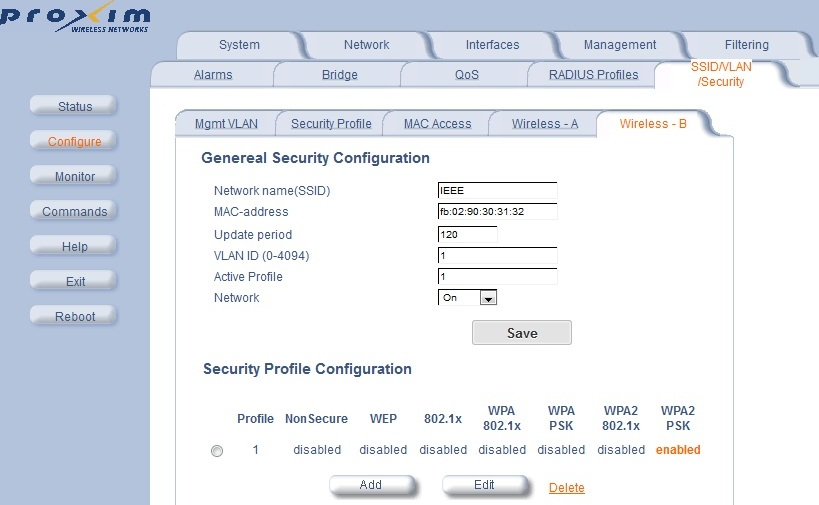 proxim
WIRELESS NETWORKS
System Network Interfaces Management Filtering
Alarms Bridge QoS RADIUS Profiles SSID/VLAN
/Security
Status
Configure
Monitor
Commands
Help
Exit
Reboot
Mgmt VLAN Security Profile MAC Access Wireless - A Wireless - B
Genereal Security Configuration
Network name(SSID) IEEE
MAC-address fb:02:90:30:31:32
Update period 120
VLAN ID (0-4094) 1
Active Profile 1
Network On
Save
Security Profile Configuration
Profile NonSecure WEP 802.1x WPA 802.1x WPA PSK WPA2 802.1x WPA2 PSK
1 disabled disabled disabled disabled disabled disabled enabled
Add Edit Delete